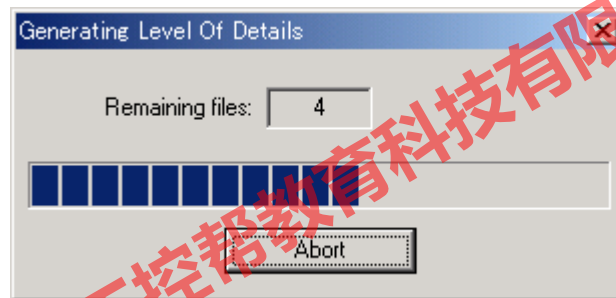 Generating Level Of Details
Remaining files: 4
Abort
控帮教育科技有限